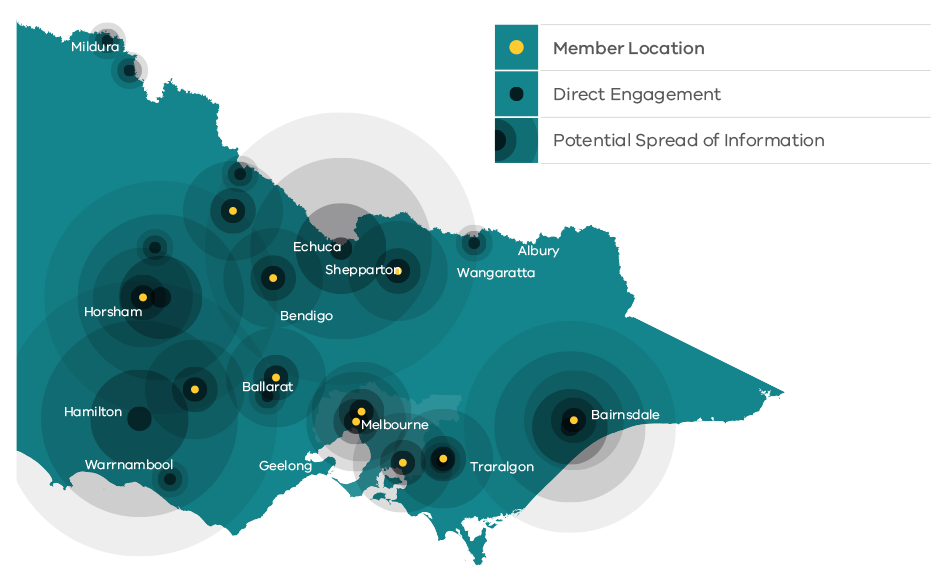 Member Location
Mildura
Direct Engagement
Potential Spread of Information
Echuca
Albury
Shepparton
Wangaratta
Horsham
Bendigo
Ballarat
Hamilton
Bairnsdale
Melbourne
Warrnambool
Geelong
Traralgon